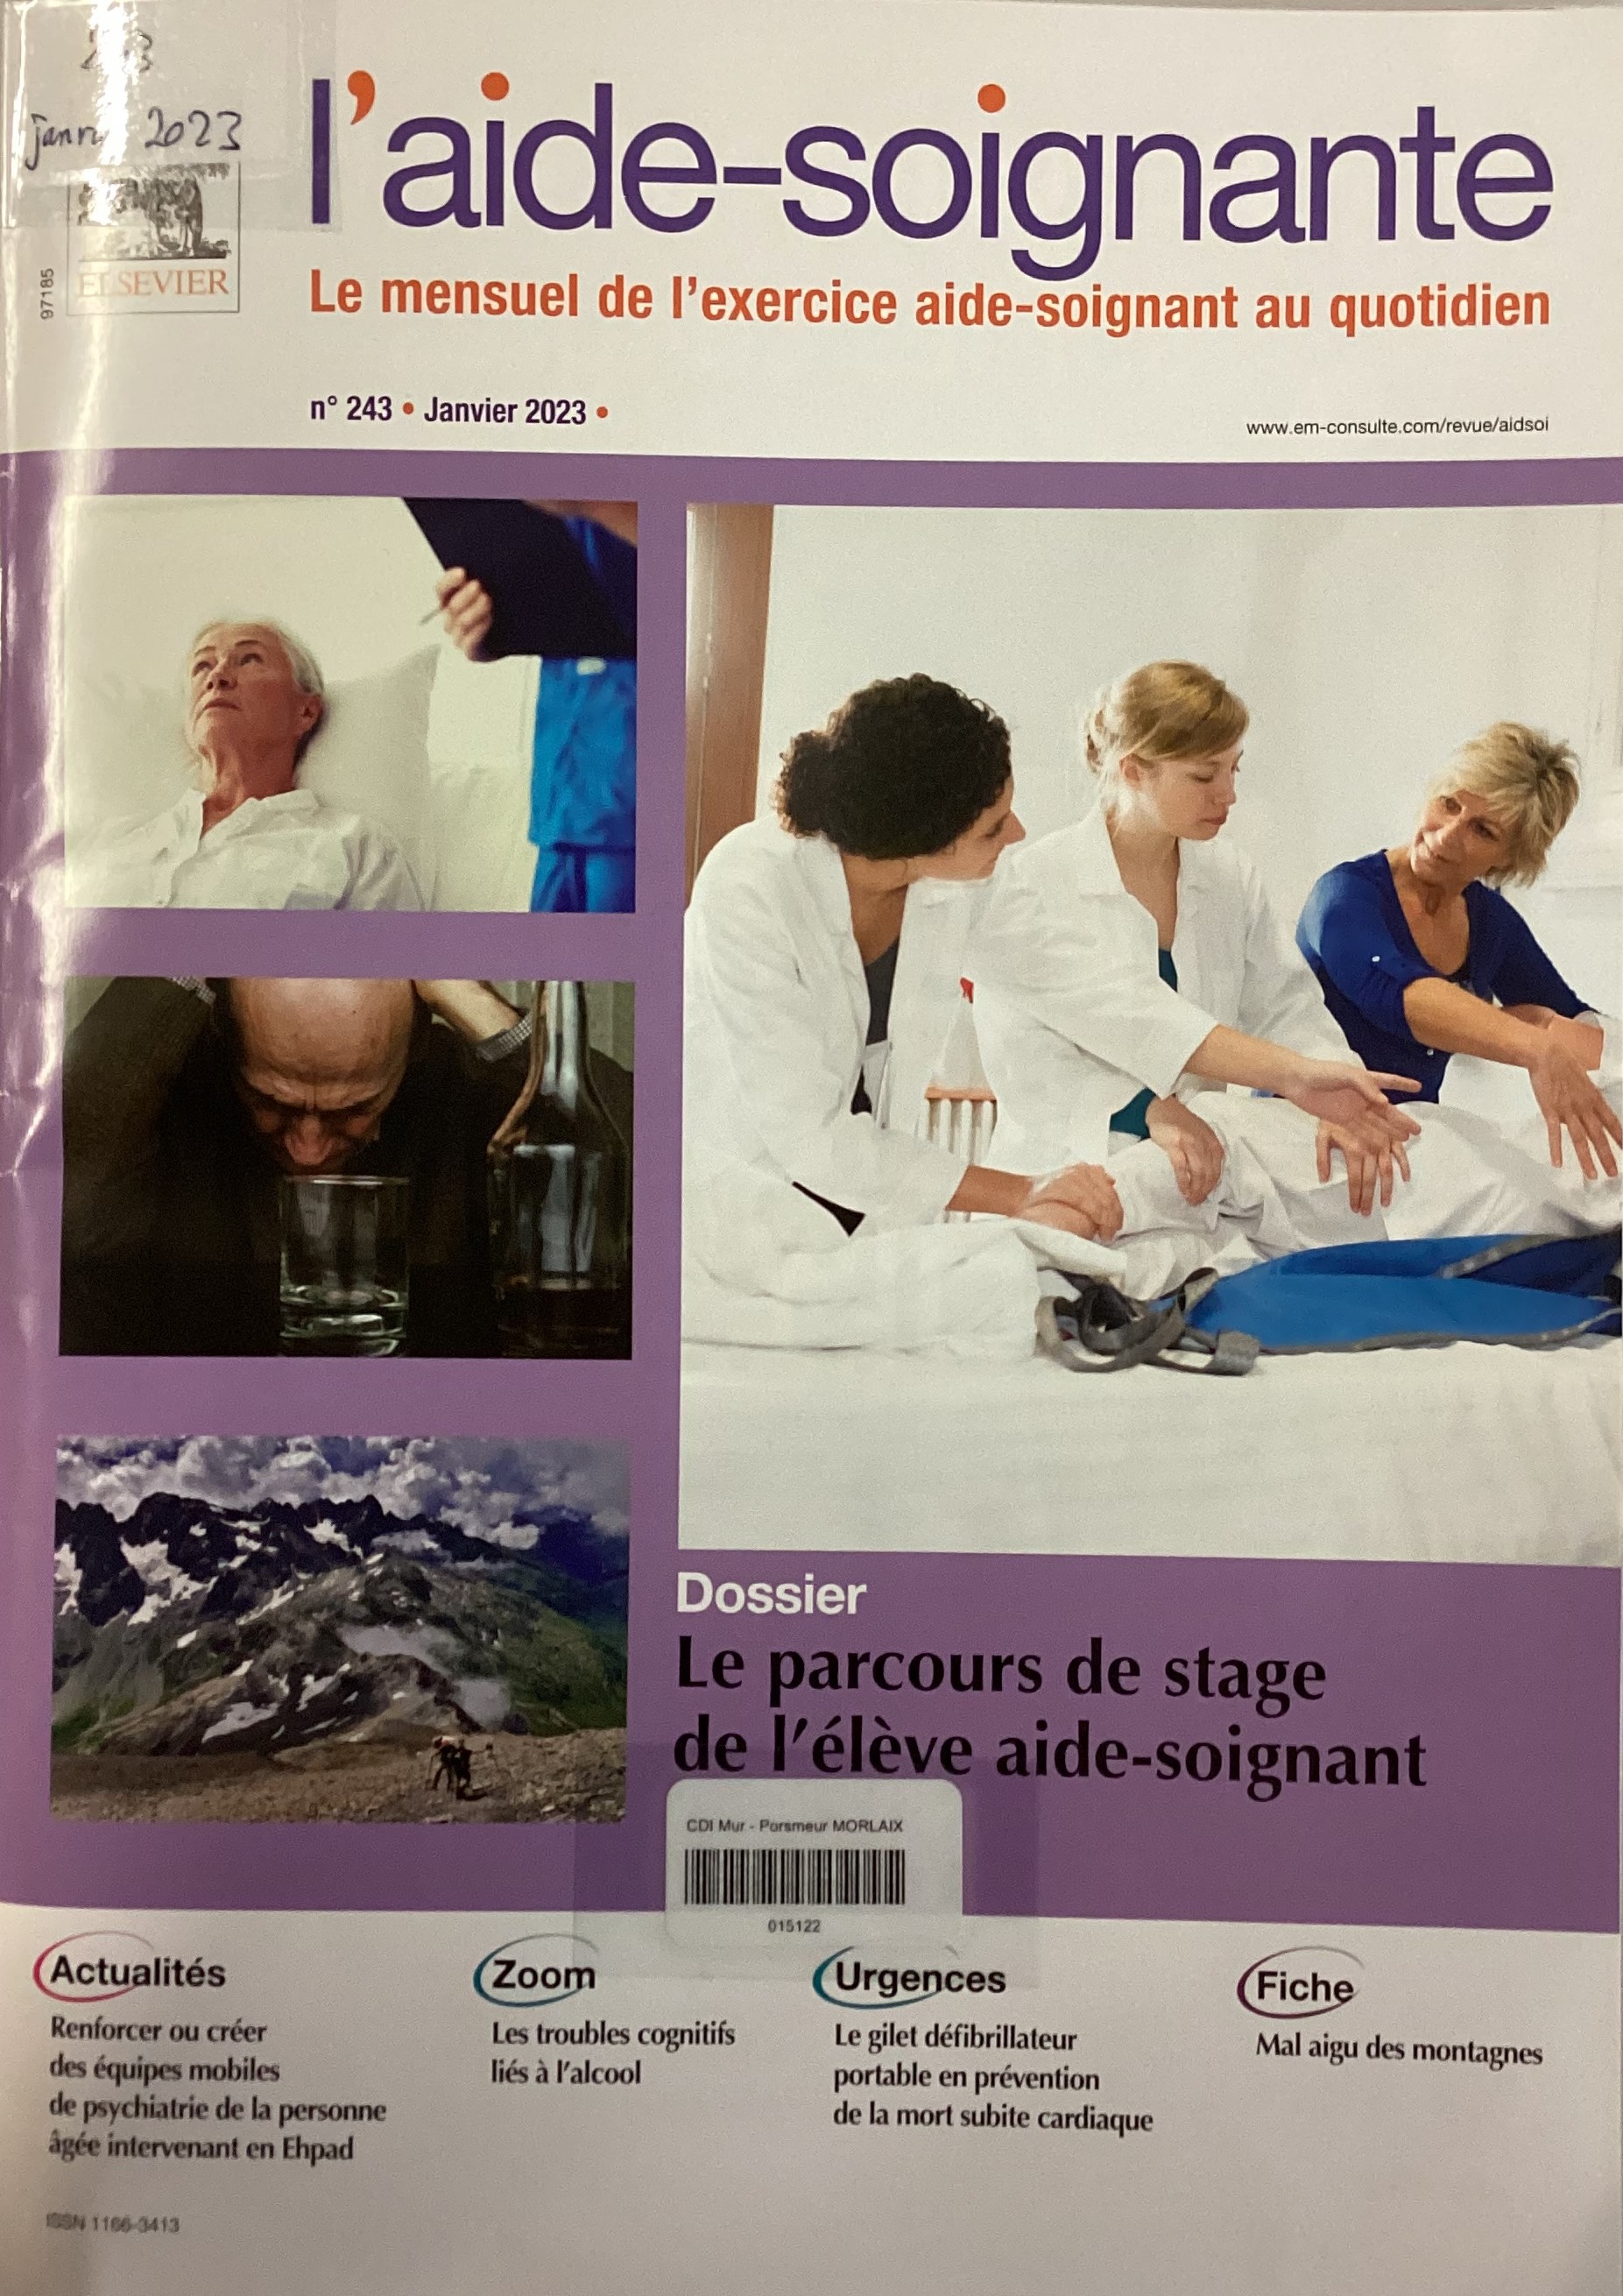 2023
l'aide-soignante
ELSEVIER
97185
Le mensuel de l'exercice aide-soignant au quotidien
n° 243 • Janvier 2023 •
www.em-consulte.com/revue/aidsoi
Dossier
Le parcours de stage
de l'élève aide-soignant
CDI Mur - Porsmeur MORLAIX
015122
Actualités
Renforcer ou créer
des équipes mobiles
de psychiatrie de la personne
âgée intervenant en Ehpad
Zoom
Les troubles cognitifs
liés à l'alcool
Urgences
Le gilet défibrillateur
portable en prévention
de la mort subite cardiaque
Fiche
Mal aigu des montagnes
ISSN 1166-3413